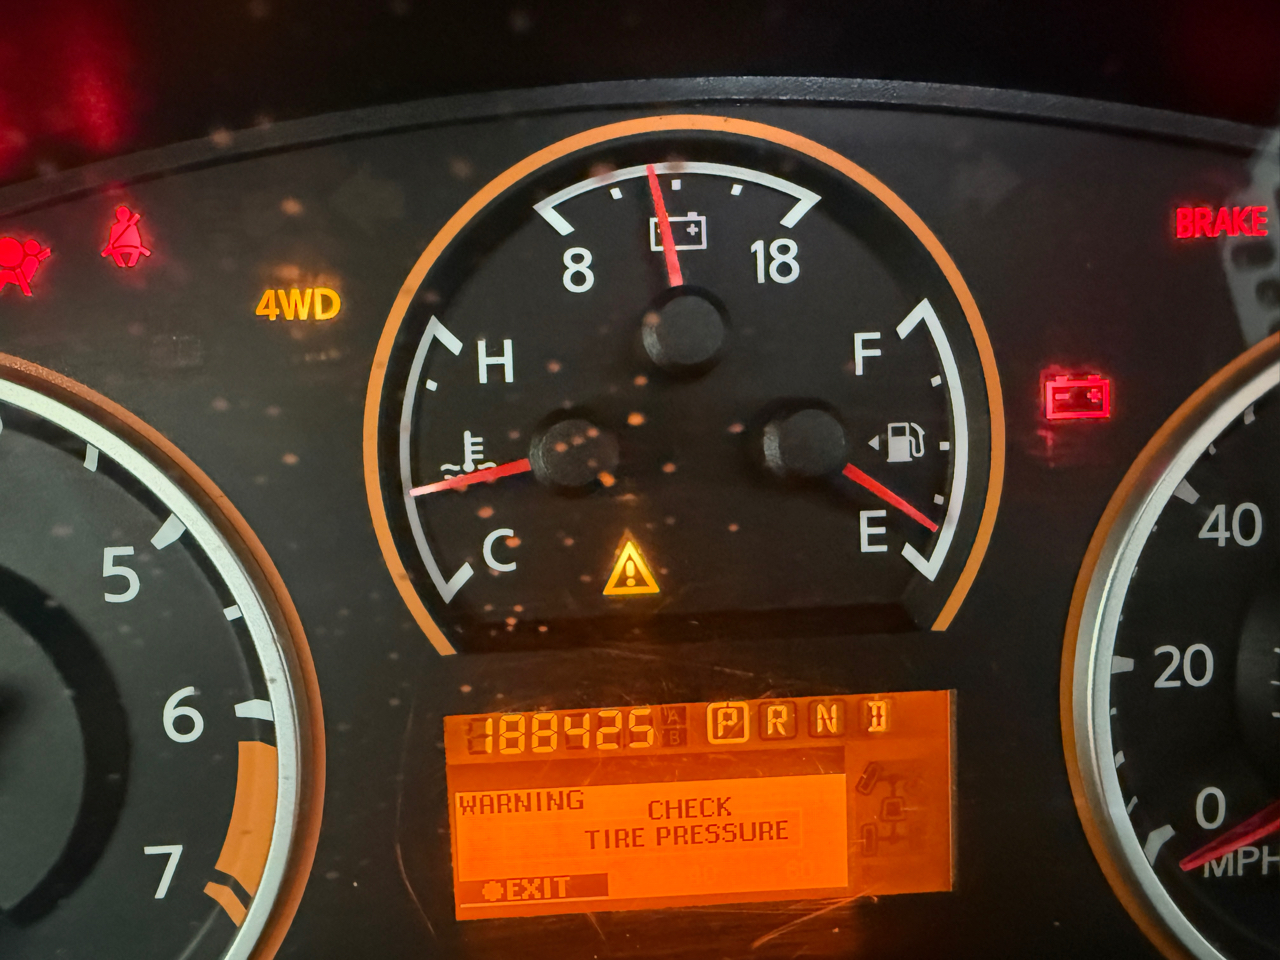 BRAKE
8
18
4WD
H
F
C
E
5
6
7
40
20
0
MPH
188425
A
B
P R N D
WARNING
CHECK
TIRE PRESSURE
EXIT